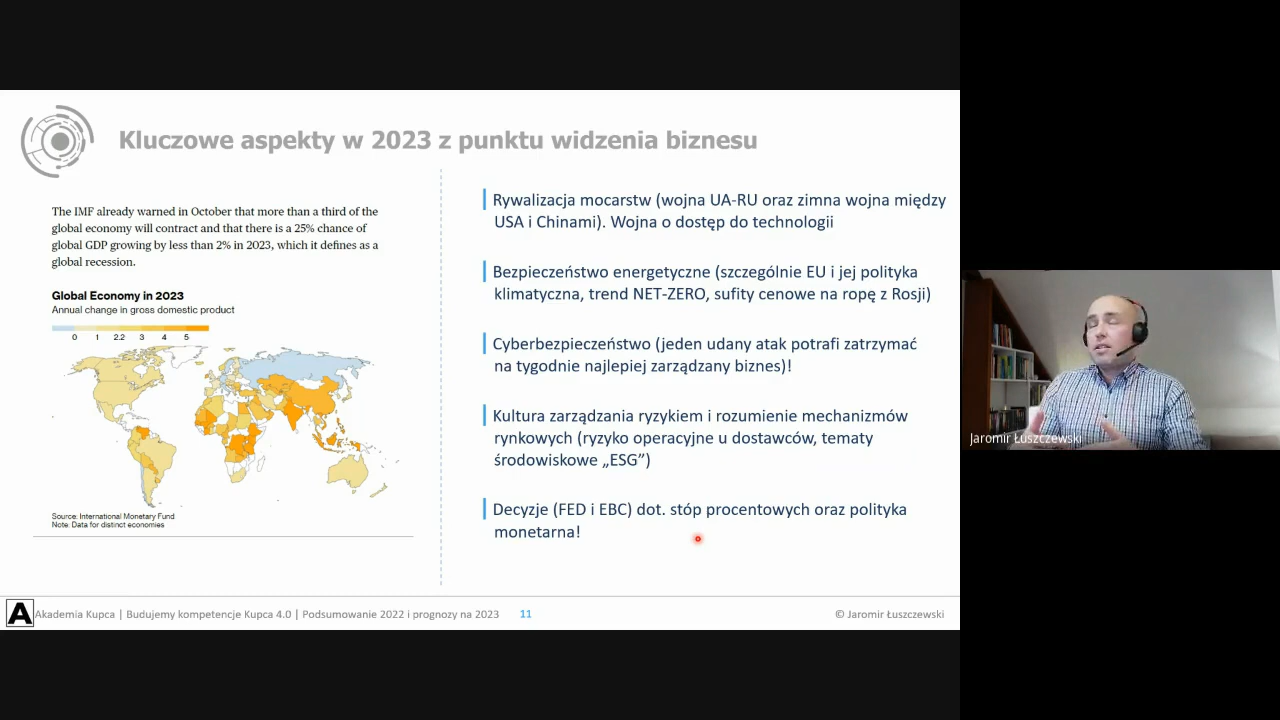 Kluczowe aspekty w 2023 z punktu widzenia biznesu
The IMF already warned in October that more than a third of the
global economy will contract and that there is a 25% chance of
global GDP growing by less than 2% in 2023, which it defines as a
global recession.
Global Economy in 2023
Annual change in gross domestic product
0 1 2.2 3 4 5
Source: International Monetary Fund
Note: Data for distinct economies
Rywalizacja mocarstw (wojna UA-RU oraz zimna wojna między
USA i Chinami). Wojna o dostęp do technologii
Bezpieczeństwo energetyczne (szczególnie EU i jej polityka
klimatyczna, trend NET-ZERO, sufity cenowe na ropę z Rosji)
Cyberbezpieczeństwo (jeden udany atak potrafi zatrzymać
na tygodnie najlepiej zarządzany biznes)!
Kultura zarządzania ryzykiem i rozumienie mechanizmów
rynkowych (ryzyko operacyjne u dostawców, tematy
środowiskowe „ESG”)
Decyzje (FED i EBC) dot. stóp procentowych oraz polityka
monetarna!
A Akademia Kupca | Budujemy kompetencje Kupca 4.0 | Podsumowanie 2022 i prognozy na 2023 11 © Jaromir Łuszczewski
Jaromir Łuszczewski